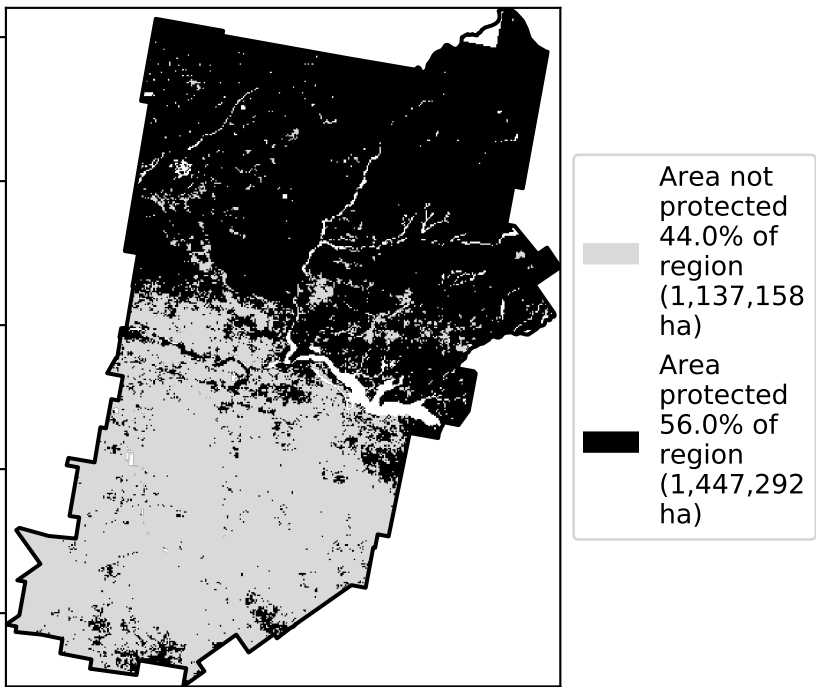 Area not
protected
44.0% of
region
(1,137,158
ha)
Area
protected
56.0% of
region
(1,447,292
ha)